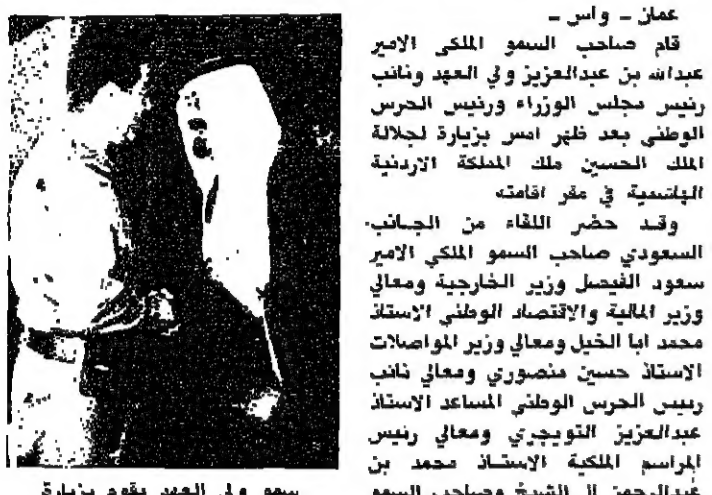 عمان - واس -
قام صاحب السمو الملكى الامير
عبدالله بن عبدالعزيز ولي العهد ونائب
رئيس مجلس الوزراء ورئيس الحرس
الوطنى بعد ظهر امس بزيارة لجلالة
الملك الحسين ملك المملكة الاردنية
الهاشمية في مقر اقامته
وقد حضر اللقاء من الجانب
السعودي صاحب السمو الملكي الامير
سعود الفيصل وزير الخارجية ومعالي
وزير المالية والاقتصاد الوطني الاستاذ
محمد ابا الخيل ومعالي وزير المواصلات
الاستاذ حسين منصوري ومعالي نائب
رئيس الحرس الوطنى المساعد الاستاذ
عبدالعزيز التويجري ومعالي رئيس
المراسم الملكية الاستاذ محمد بن
عبدالرحمن ال الشيخ وصاحب السمو
سمو ولي العهد يقوم بزيارة